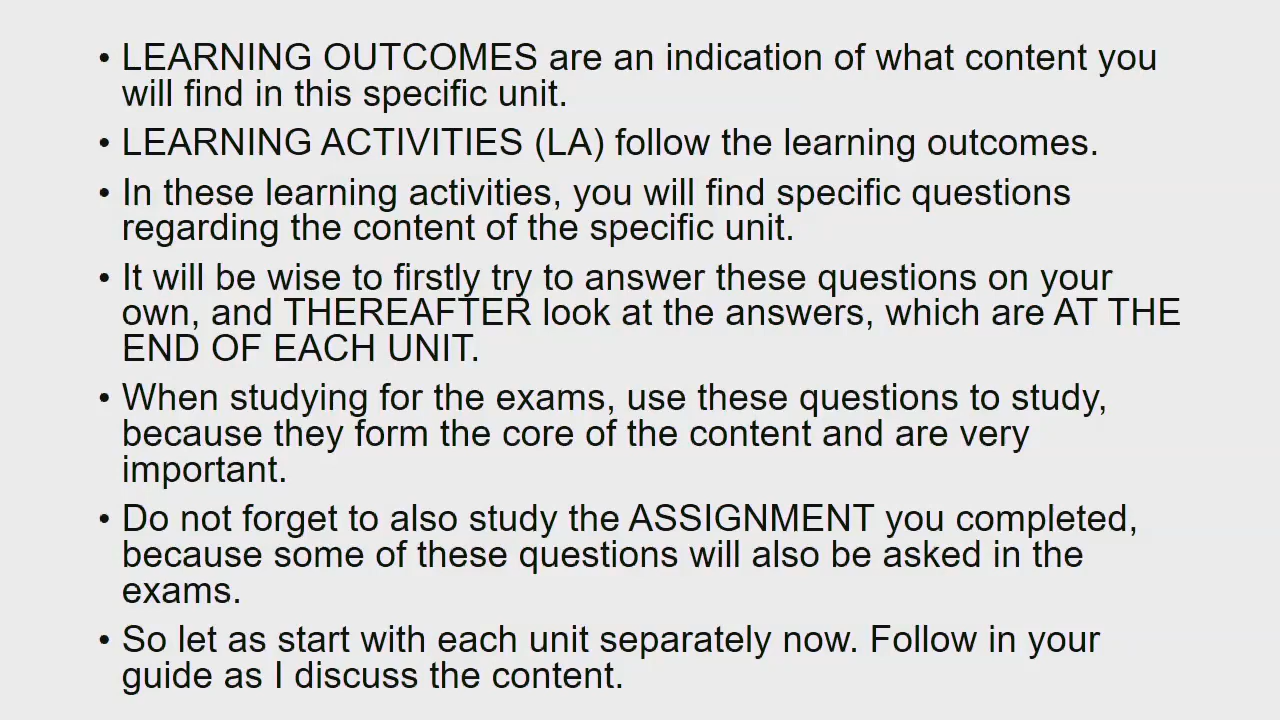 • LEARNING OUTCOMES are an indication of what content you
will find in this specific unit.
• LEARNING ACTIVITIES (LA) follow the learning outcomes.
• In these learning activities, you will find specific questions
regarding the content of the specific unit.
• It will be wise to firstly try to answer these questions on your
own, and THEREAFTER look at the answers, which are AT THE
END OF EACH UNIT.
• When studying for the exams, use these questions to study,
because they form the core of the content and are very
important.
• Do not forget to also study the ASSIGNMENT you completed,
because some of these questions will also be asked in the
exams.
• So let as start with each unit separately now. Follow in your
guide as I discuss the content.